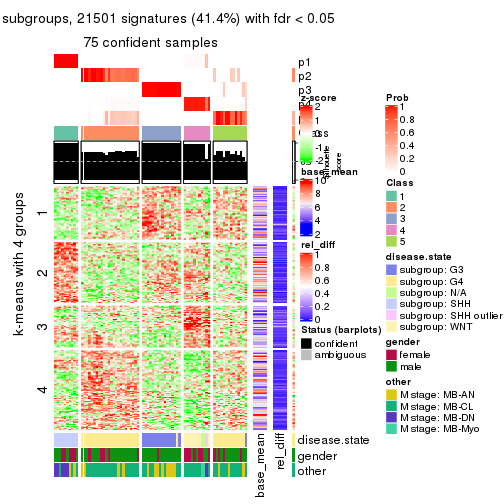 subgroups, 21501 signatures (41.4%) with fdr < 0.05
75 confident samples
p1
p2
p3
z-score
2
1
0
-1
-2
Class
silhouette
score
base_mean
10
8
6
4
2
rel_diff
1
0.8
0.6
0.4
0.2
0
Status (barplots)
confident
ambiguous
k-means with 4 groups
1
2
3
4
disease.state
gender
other
base_mean
rel_diff
Prob
1
0.8
0.6
0.4
0.2
0
Class
1
2
3
4
5
disease.state
subgroup: G3
subgroup: G4
subgroup: N/A
subgroup: SHH
subgroup: SHH outlier
subgroup: WNT
gender
female
male
other
M stage: MB-AN
M stage: MB-CL
M stage: MB-DN
M stage: MB-Myo